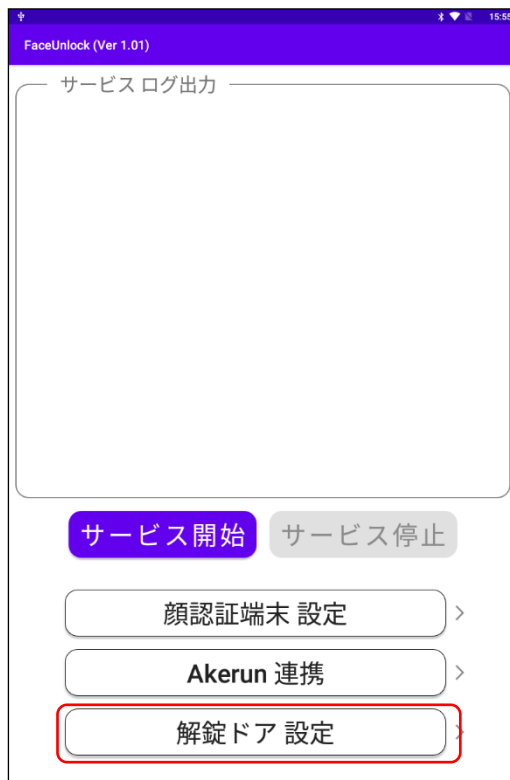 15:55
FaceUnlock (Ver 1.01)
サービス ログ出力
サービス開始 サービス停止
顔認証端末 設定
Akerun 連携
解錠ドア 設定